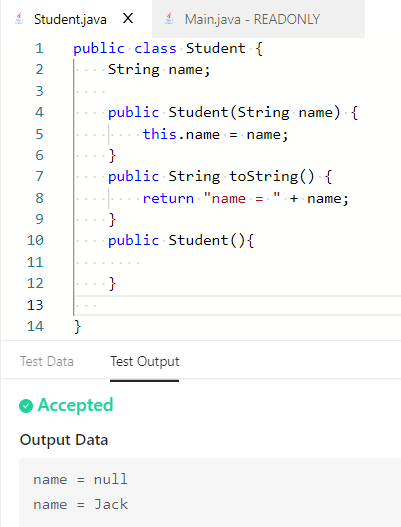 Student.java X Main.java - READONLY
1 public class Student {
2 String name;
3
4 public Student(String name) {
5 this.name = name;
6 }
7 public String toString() {
8 return "name = " + name;
9 }
10 public Student(){
11
12 }
13
14 }
Test Data Test Output
Accepted
Output Data
name = null
name = Jack